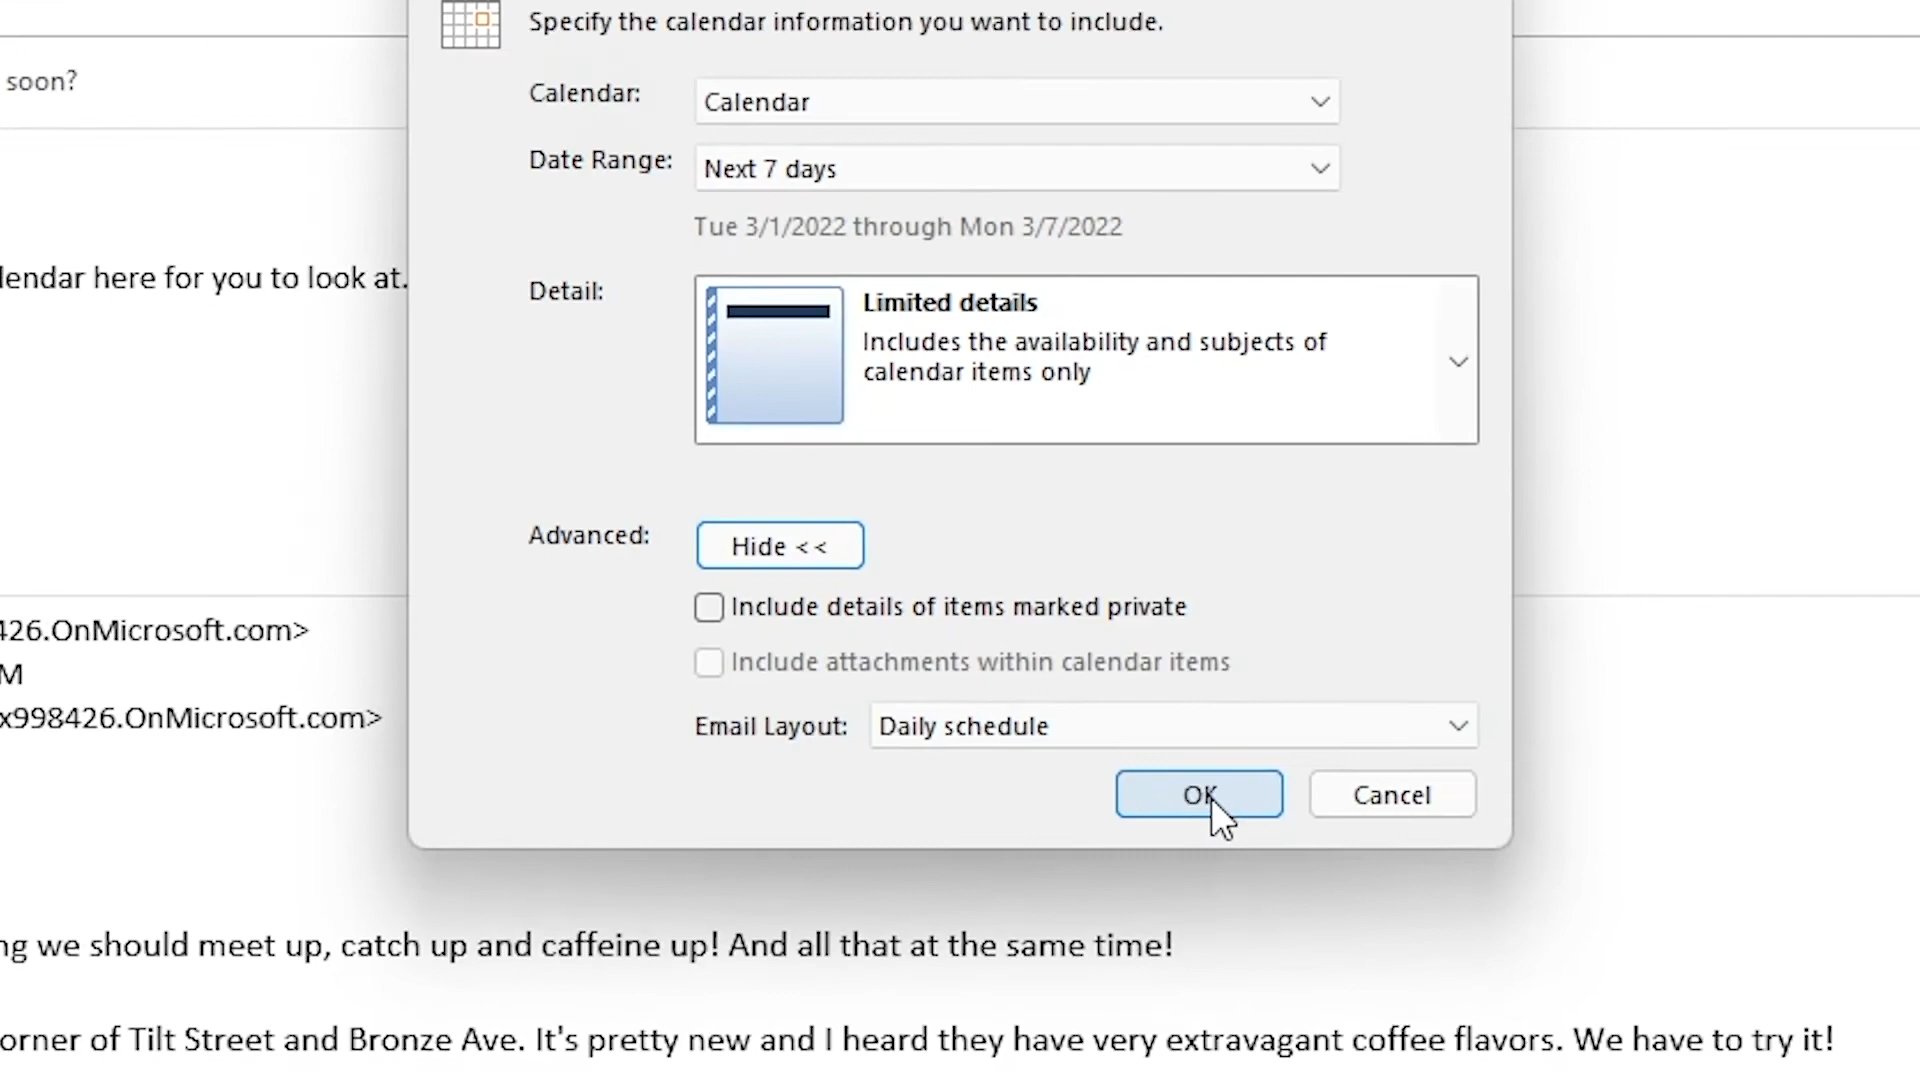 Specify the calendar information you want to include.
soon?
Calendar:
Calendar
Date Range:
Next 7 days
Tue 3/1/2022 through Mon 3/7/2022
lendar here for you to look at.
Detail:
Limited details
Includes the availability and subjects of
calendar items only
Advanced:
Hide <<
Include details of items marked private
426.OnMicrosoft.com>
Include attachments within calendar items
M
x998426.OnMicrosoft.com>
Email Layout:
Daily schedule
OK
Cancel
ng we should meet up, catch up and caffeine up! And all that at the same time!
orner of Tilt Street and Bronze Ave. It's pretty new and I heard they have very extravagant coffee flavors. We have to try it!